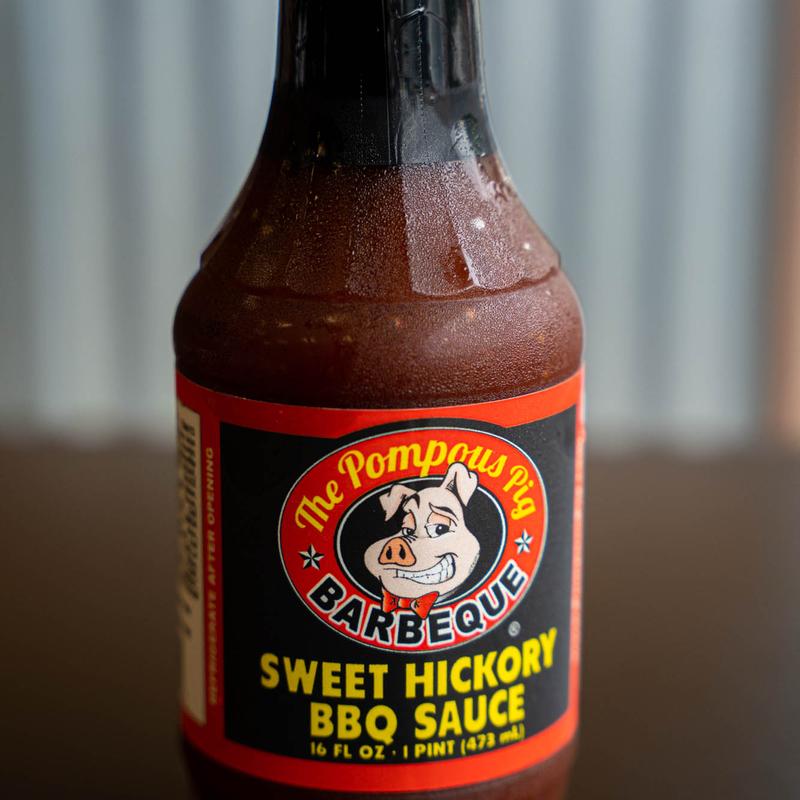 The Pompous Pig
BARBEQUE
®
SWEET HICKORY
BBQ SAUCE
16 FL OZ · 1 PINT (473 mL)
REFRIGERATE AFTER OPENING